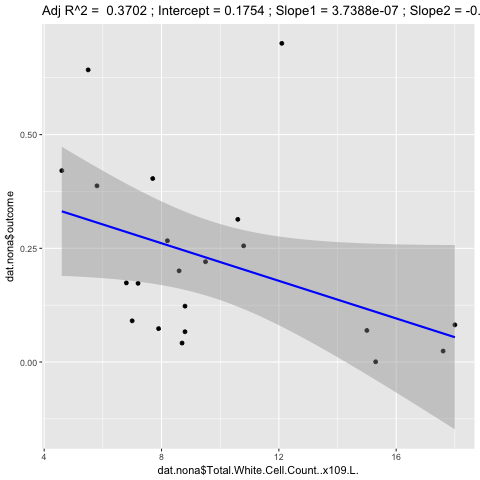 Adj R^2 =  0.3702 ; Intercept = 0.1754 ; Slope1 = 3.7388e-07 ; Slope2 = -0.
0.50
0.25
0.00
dat.nona$outcome
4 8 12 16
dat.nona$Total.White.Cell.Count..x109.L.